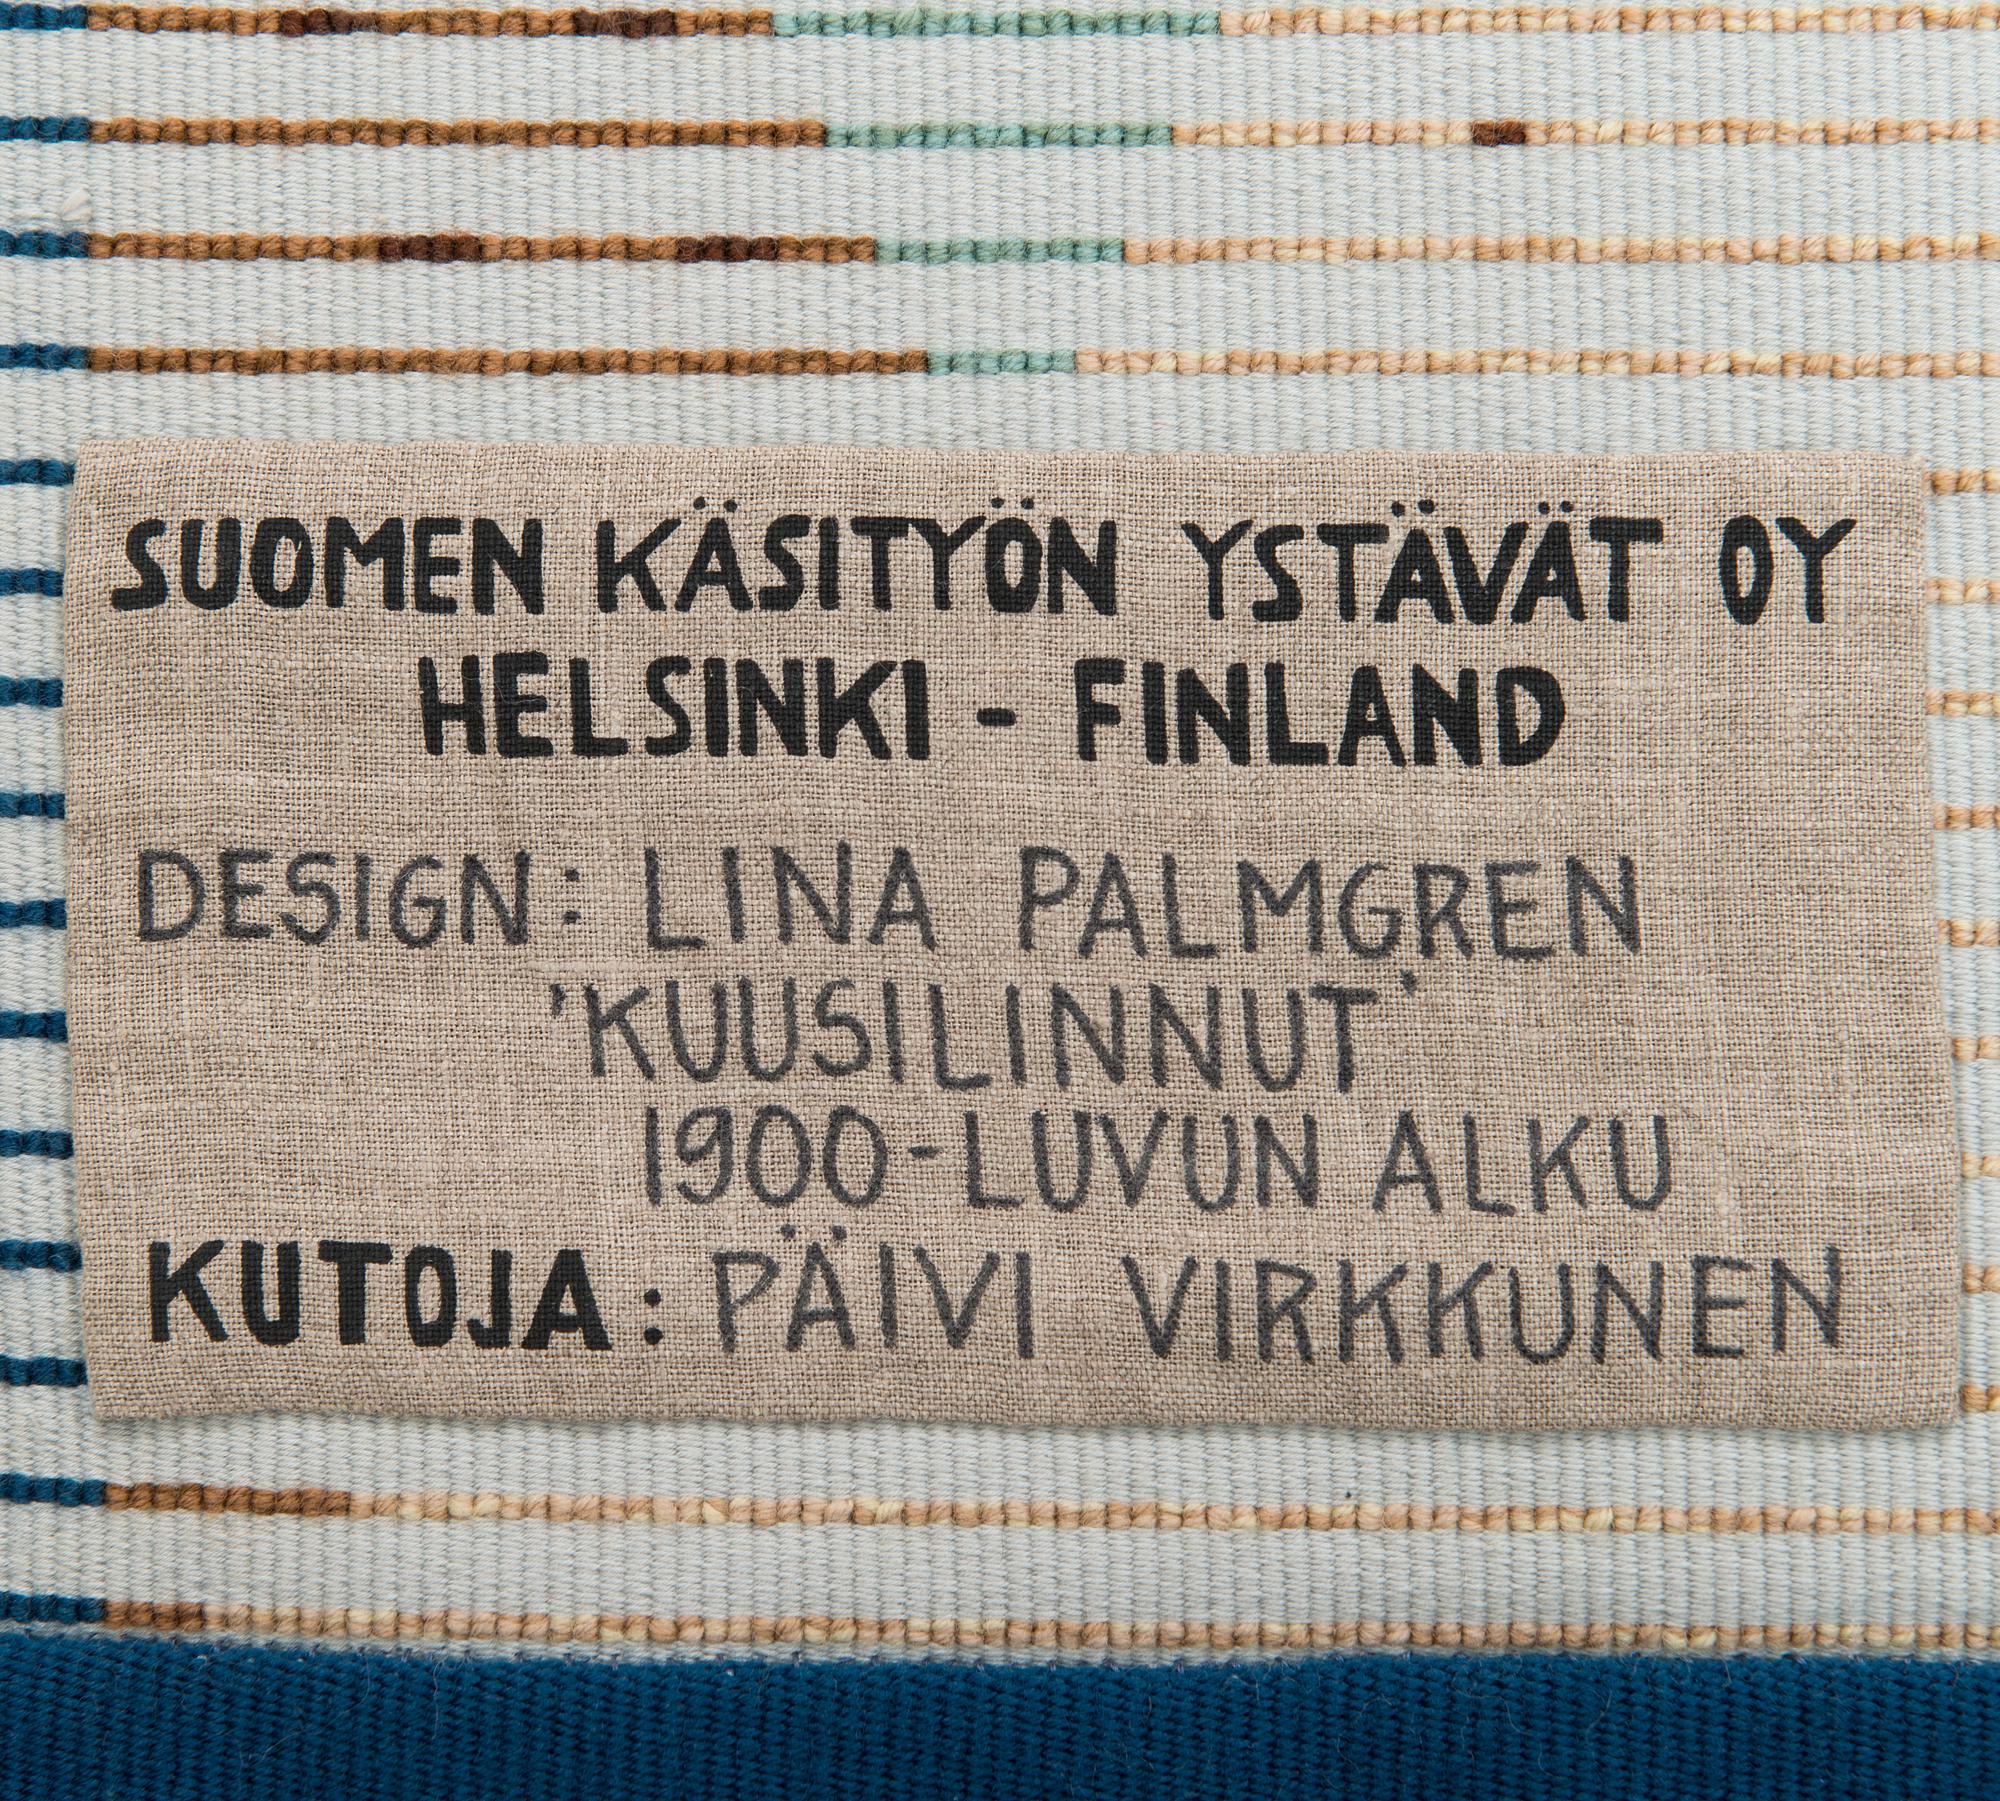 SUOMEN KÄSITYÖN YSTÄVÄT OY
HELSINKI - FINLAND
DESIGN: LINA PALMGREN
'KUUSILINNUT'
1900-LUVUN ALKU
KUTOJA: PÄIVI VIRKKUNEN